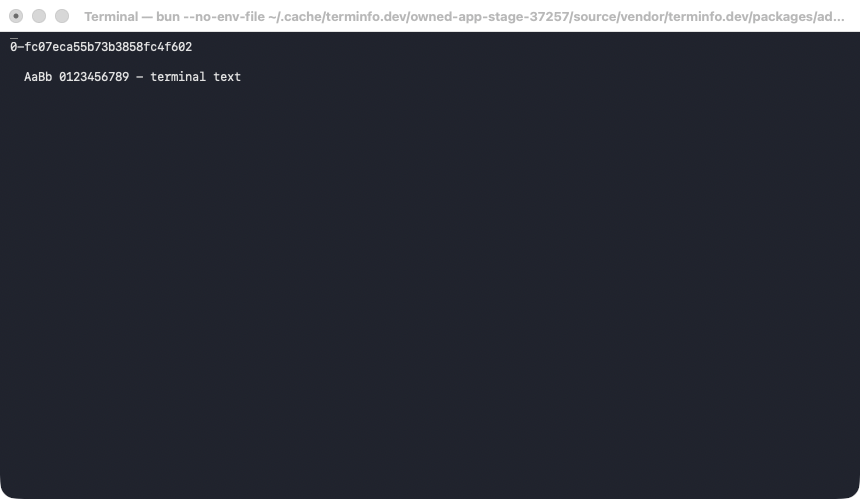 Terminal — bun --no-env-file ~/.cache/terminfo.dev/owned-app-stage-37257/source/vendor/terminfo.dev/packages/ad...
0-fc07eca55b73b3858fc4f602
AaBb 0123456789 — terminal text